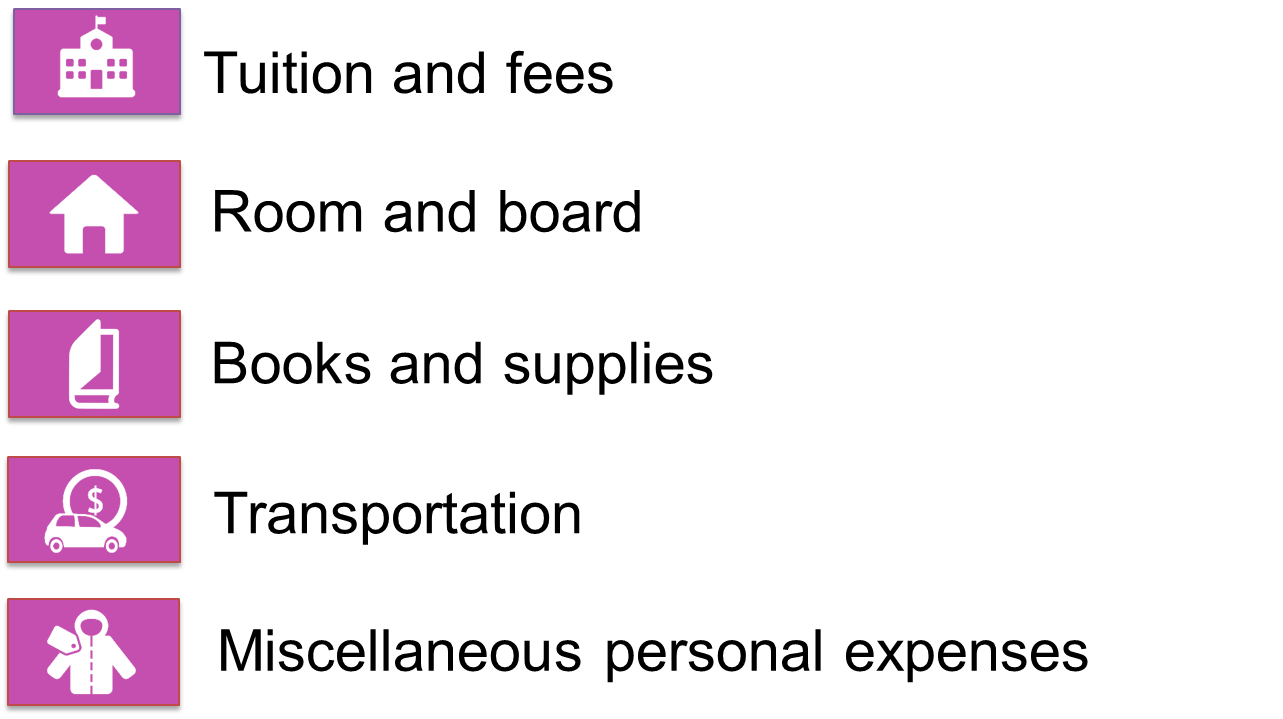 Tuition and fees
Room and board
Books and supplies
$
Transportation
Miscellaneous personal expenses